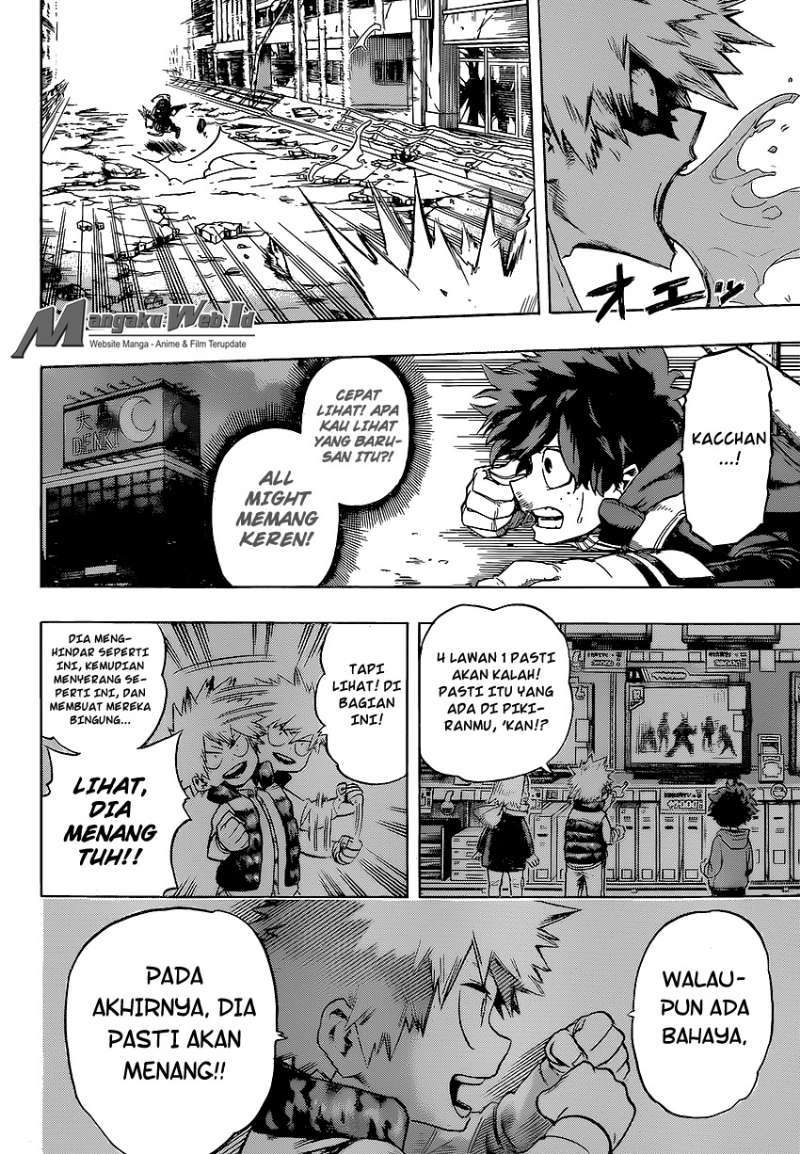 オエッ
Mangaku.Web.Id
Website Manga - Anime & Film Terupdate
KACCHAN
...!
CEPAT
LIHAT! APA
KAU LIHAT
YANG BARU-
SAN ITU?!
ALL
MIGHT
MEMANG
KEREN!
DENKI
4 LAWAN 1 PASTI
AKAN KALAH!
PASTI ITU YANG
ADA DI PIKI-
RANMU, 'KAN!?
TAPI
LIHAT! DI
BAGIAN
INI!
DIA MENG-
HINDAR SEPERTI
INI, KEMUDIAN
MENYERANG SE-
PERTI INI, DAN
MEMBUAT MEREKA
BINGUNG...
LIHAT,
DIA
MENANG
TUH!!
WALAU-
PUN ADA
BAHAYA,
PADA
AKHIRNYA, DIA
PASTI AKAN
MENANG!!